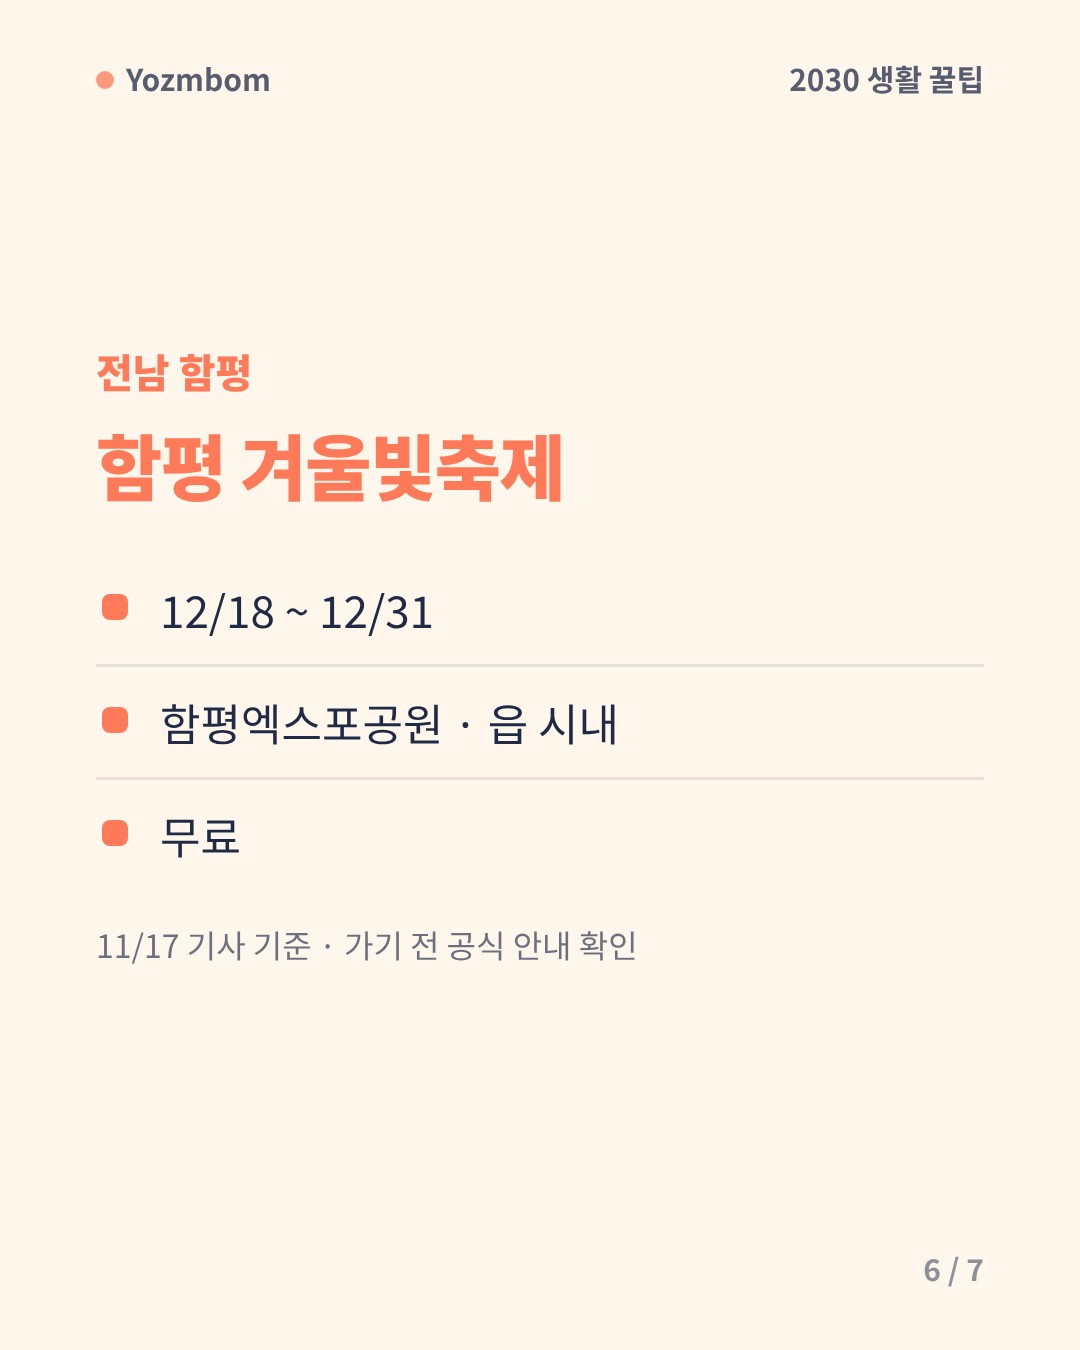 Yozmbom
2030 생활 꿀팁
전남 함평
함평 겨울빛축제
12/18 ~ 12/31
함평엑스포공원 · 읍 시내
무료
11/17 기사 기준 · 가기 전 공식 안내 확인
6 / 7